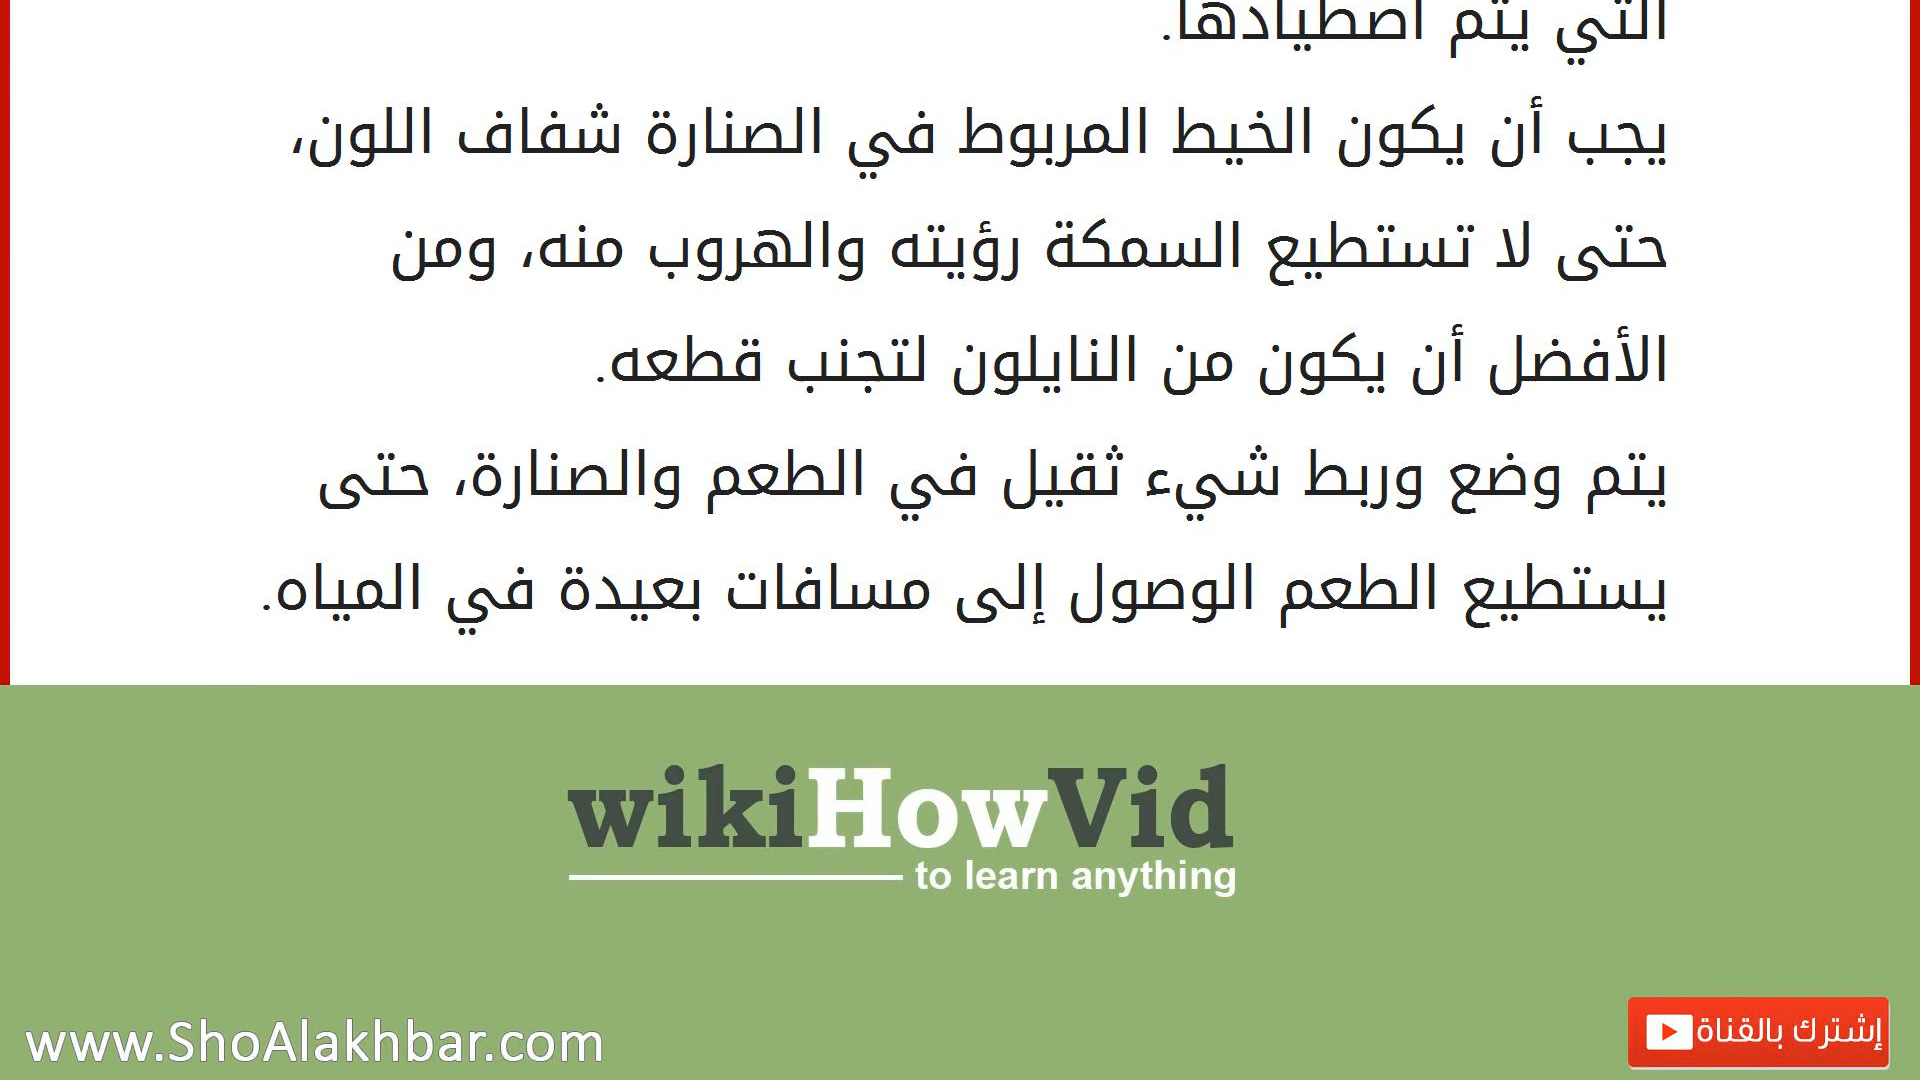 التي يتم اصطيادها.
يجب أن يكون الخيط المربوط في الصنارة شفاف اللون،
حتى لا تستطيع السمكة رؤيته والهروب منه، ومن
الأفضل أن يكون من النايلون لتجنب قطعه.
يتم وضع وربط شيء ثقيل في الطعم والصنارة، حتى
يستطيع الطعم الوصول إلى مسافات بعيدة في المياه.
wikiHowVid
to learn anything
www.ShoAlakhbar.com
إشترك بالقناة